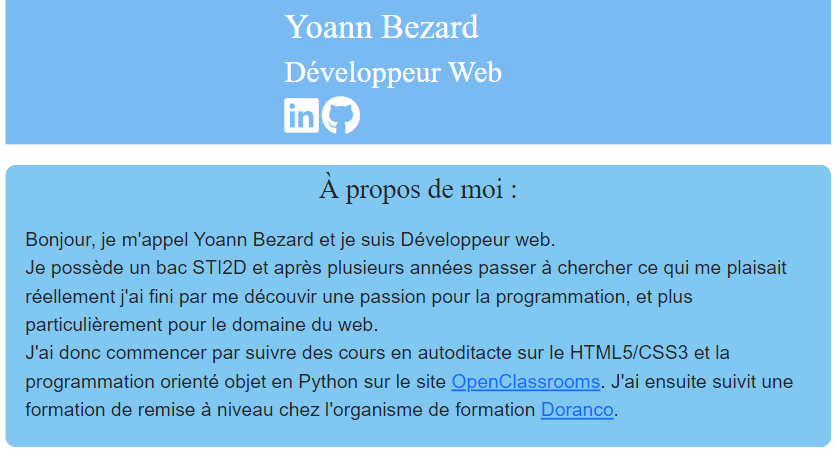 Yoann Bezard
Développeur Web
in
À propos de moi :
Bonjour, je m'appel Yoann Bezard et je suis Développeur web.
Je possède un bac STI2D et après plusieurs années passer à chercher ce qui me plaisait
réellement j'ai fini par me découvir une passion pour la programmation, et plus
particulièrement pour le domaine du web.
J'ai donc commencer par suivre des cours en autoditacte sur le HTML5/CSS3 et la
programmation orienté objet en Python sur le site OpenClassrooms. J'ai ensuite suivit une
formation de remise à niveau chez l'organisme de formation Doranco.